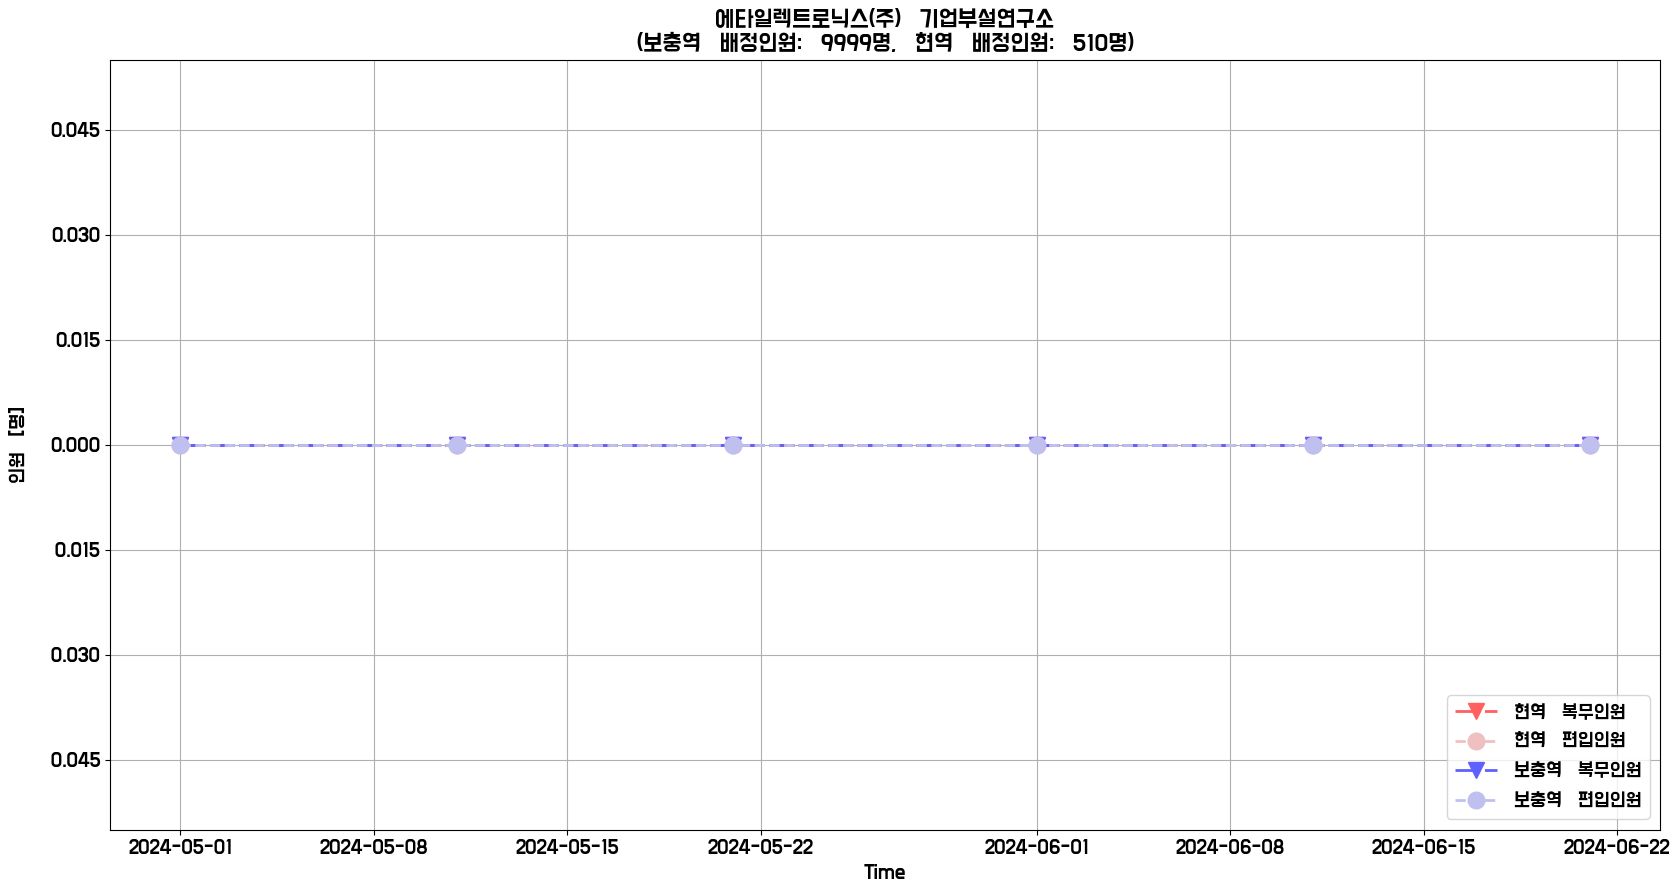 에타일렉트로닉스(주) 기업부설연구소
(보충역 배정인원: 9999명, 현역 배정인원: 510명)
0.045
0.030
0.015
0.000
0.015
0.030
0.045
인원 [명]
현역 복무인원
현역 편입인원
보충역 복무인원
보충역 편입인원
2024-05-01 2024-05-08 2024-05-15 2024-05-22 2024-06-01 2024-06-08 2024-06-15 2024-06-22
Time